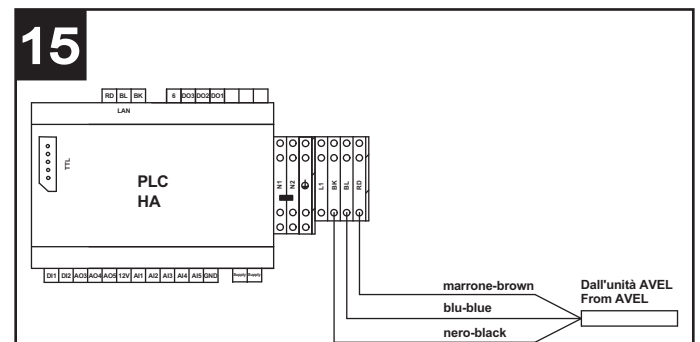 15
RD BL BK 6 DO3 DO2 DO1
LAN
TTL
PLC
HA
N1 N2 L1 BK BL RD
DI1 DI2 AO3 AO4 AO5 12V AI1 AI2 AI3 AI4 AI5 GND Supply Supply
marrone-brown
blu-blue
nero-black
Dall'unità AVEL
From AVEL